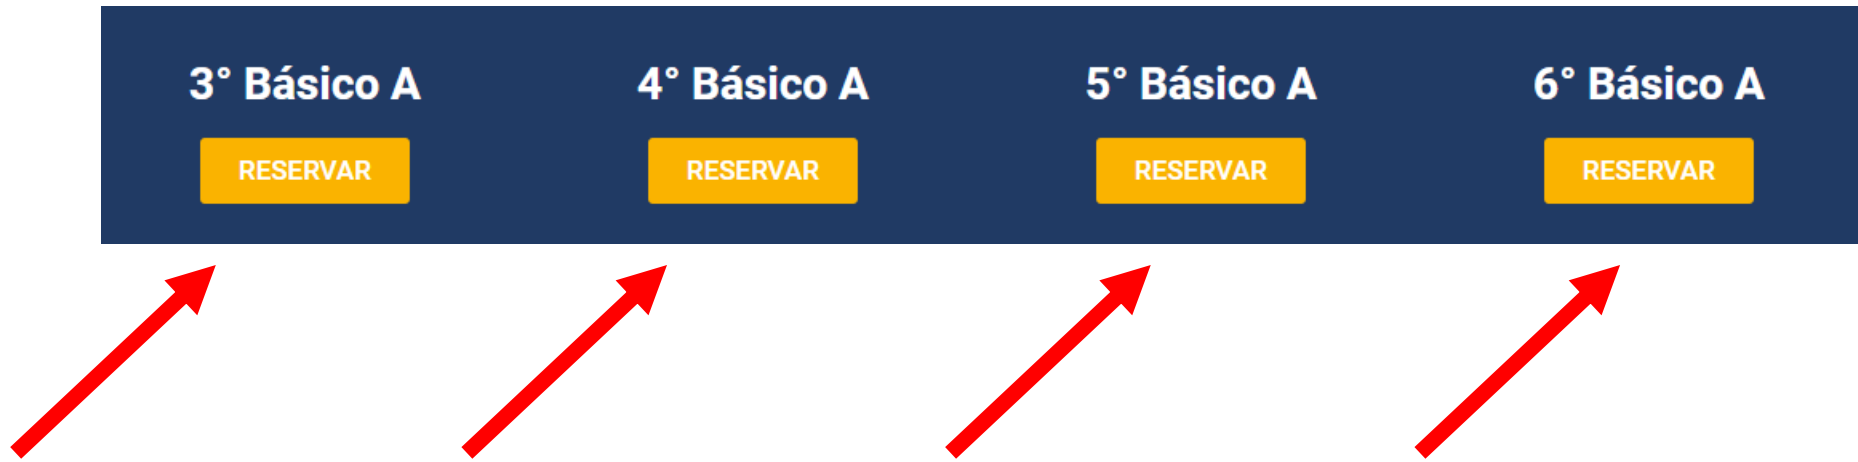 3° Básico A
4° Básico A
5° Básico A
6° Básico A
RESERVAR
RESERVAR
RESERVAR
RESERVAR